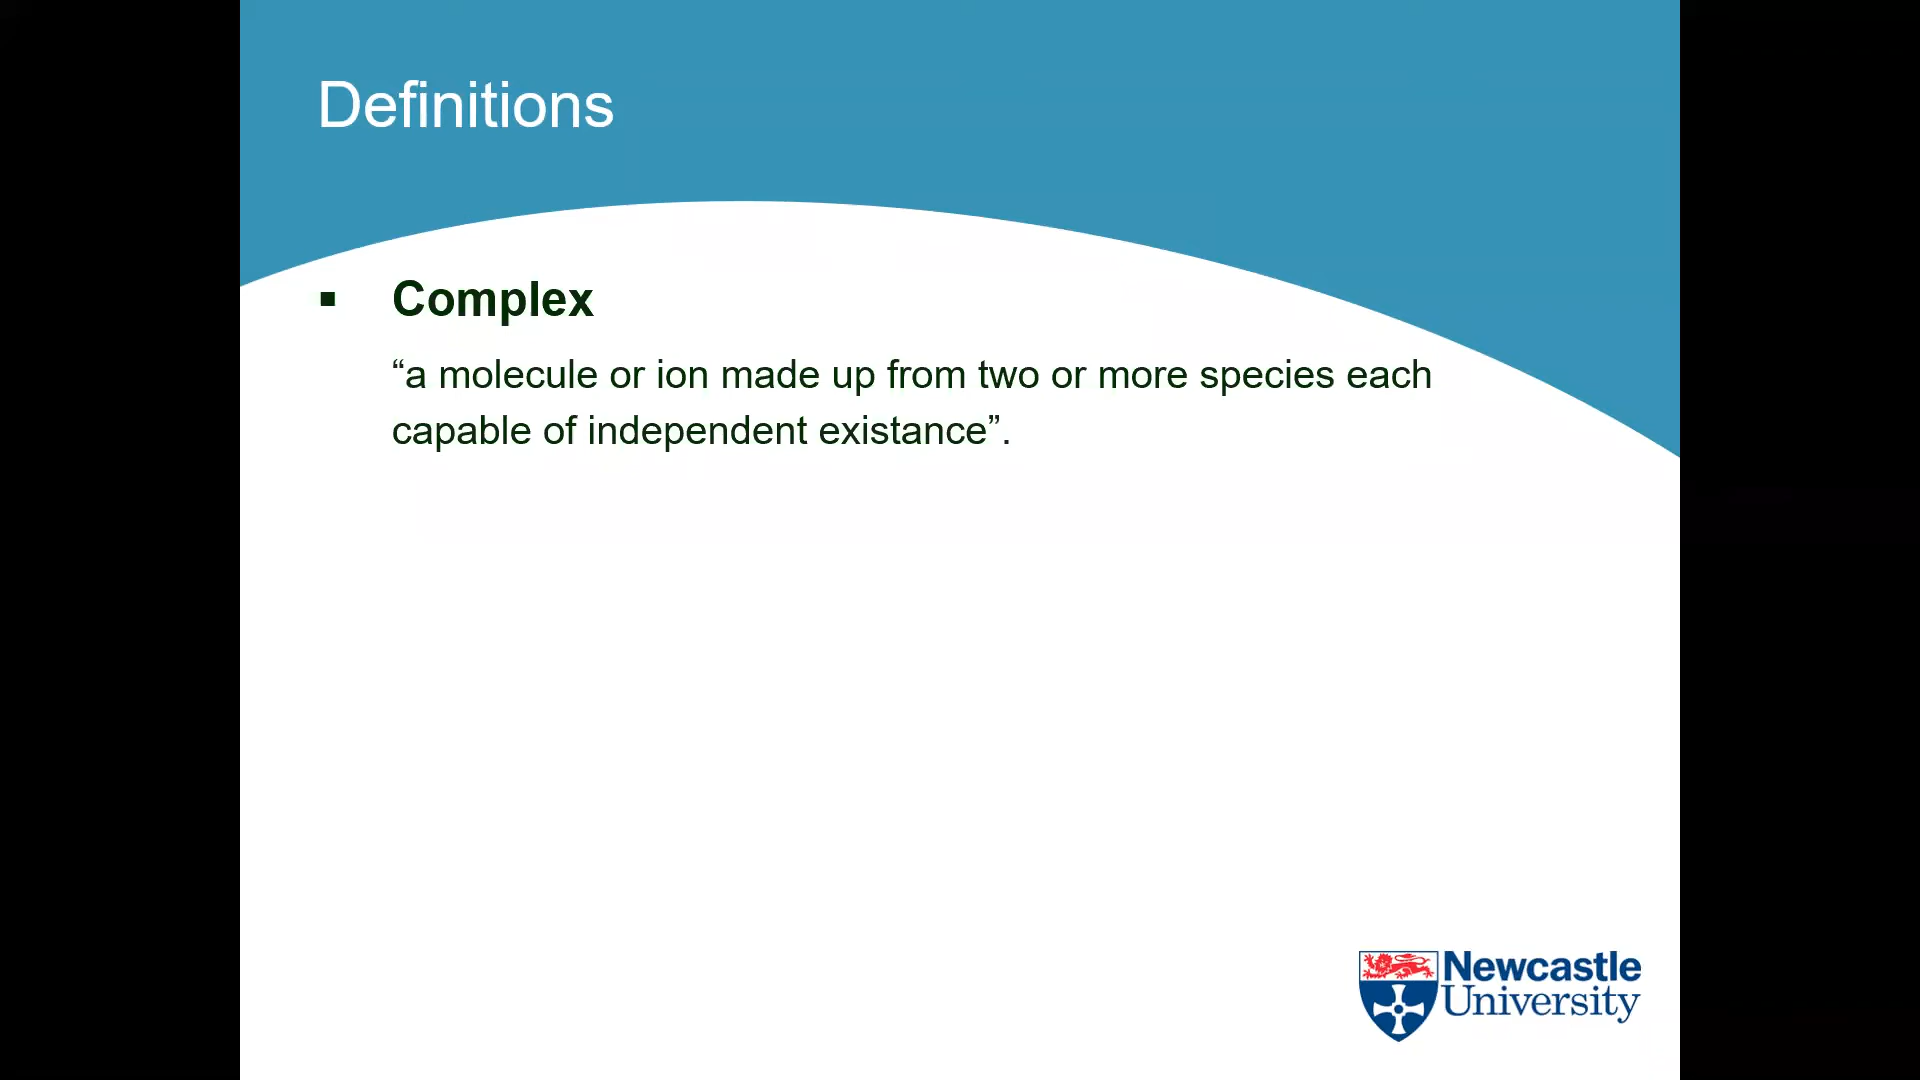 Definitions
▪ Complex
“a molecule or ion made up from two or more species each
capable of independent existance”.
Newcastle
University